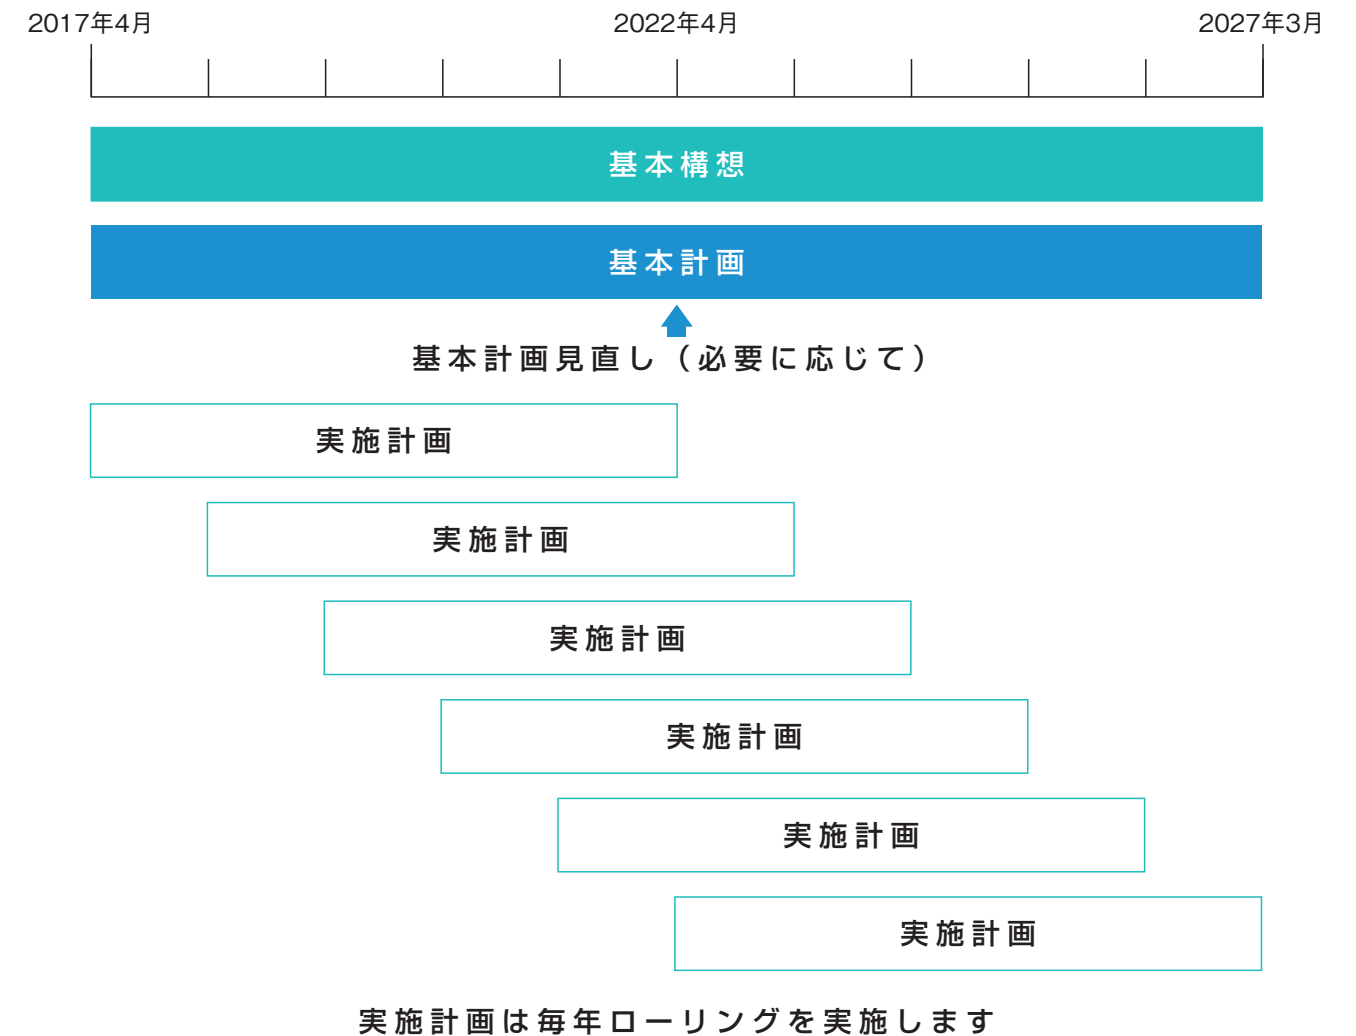 2017年4月
2022年4月
2027年3月
基本構想
基本計画
基本計画見直し（必要に応じて）
実施計画
実施計画
実施計画
実施計画
実施計画
実施計画
実施計画は毎年ローリングを実施します